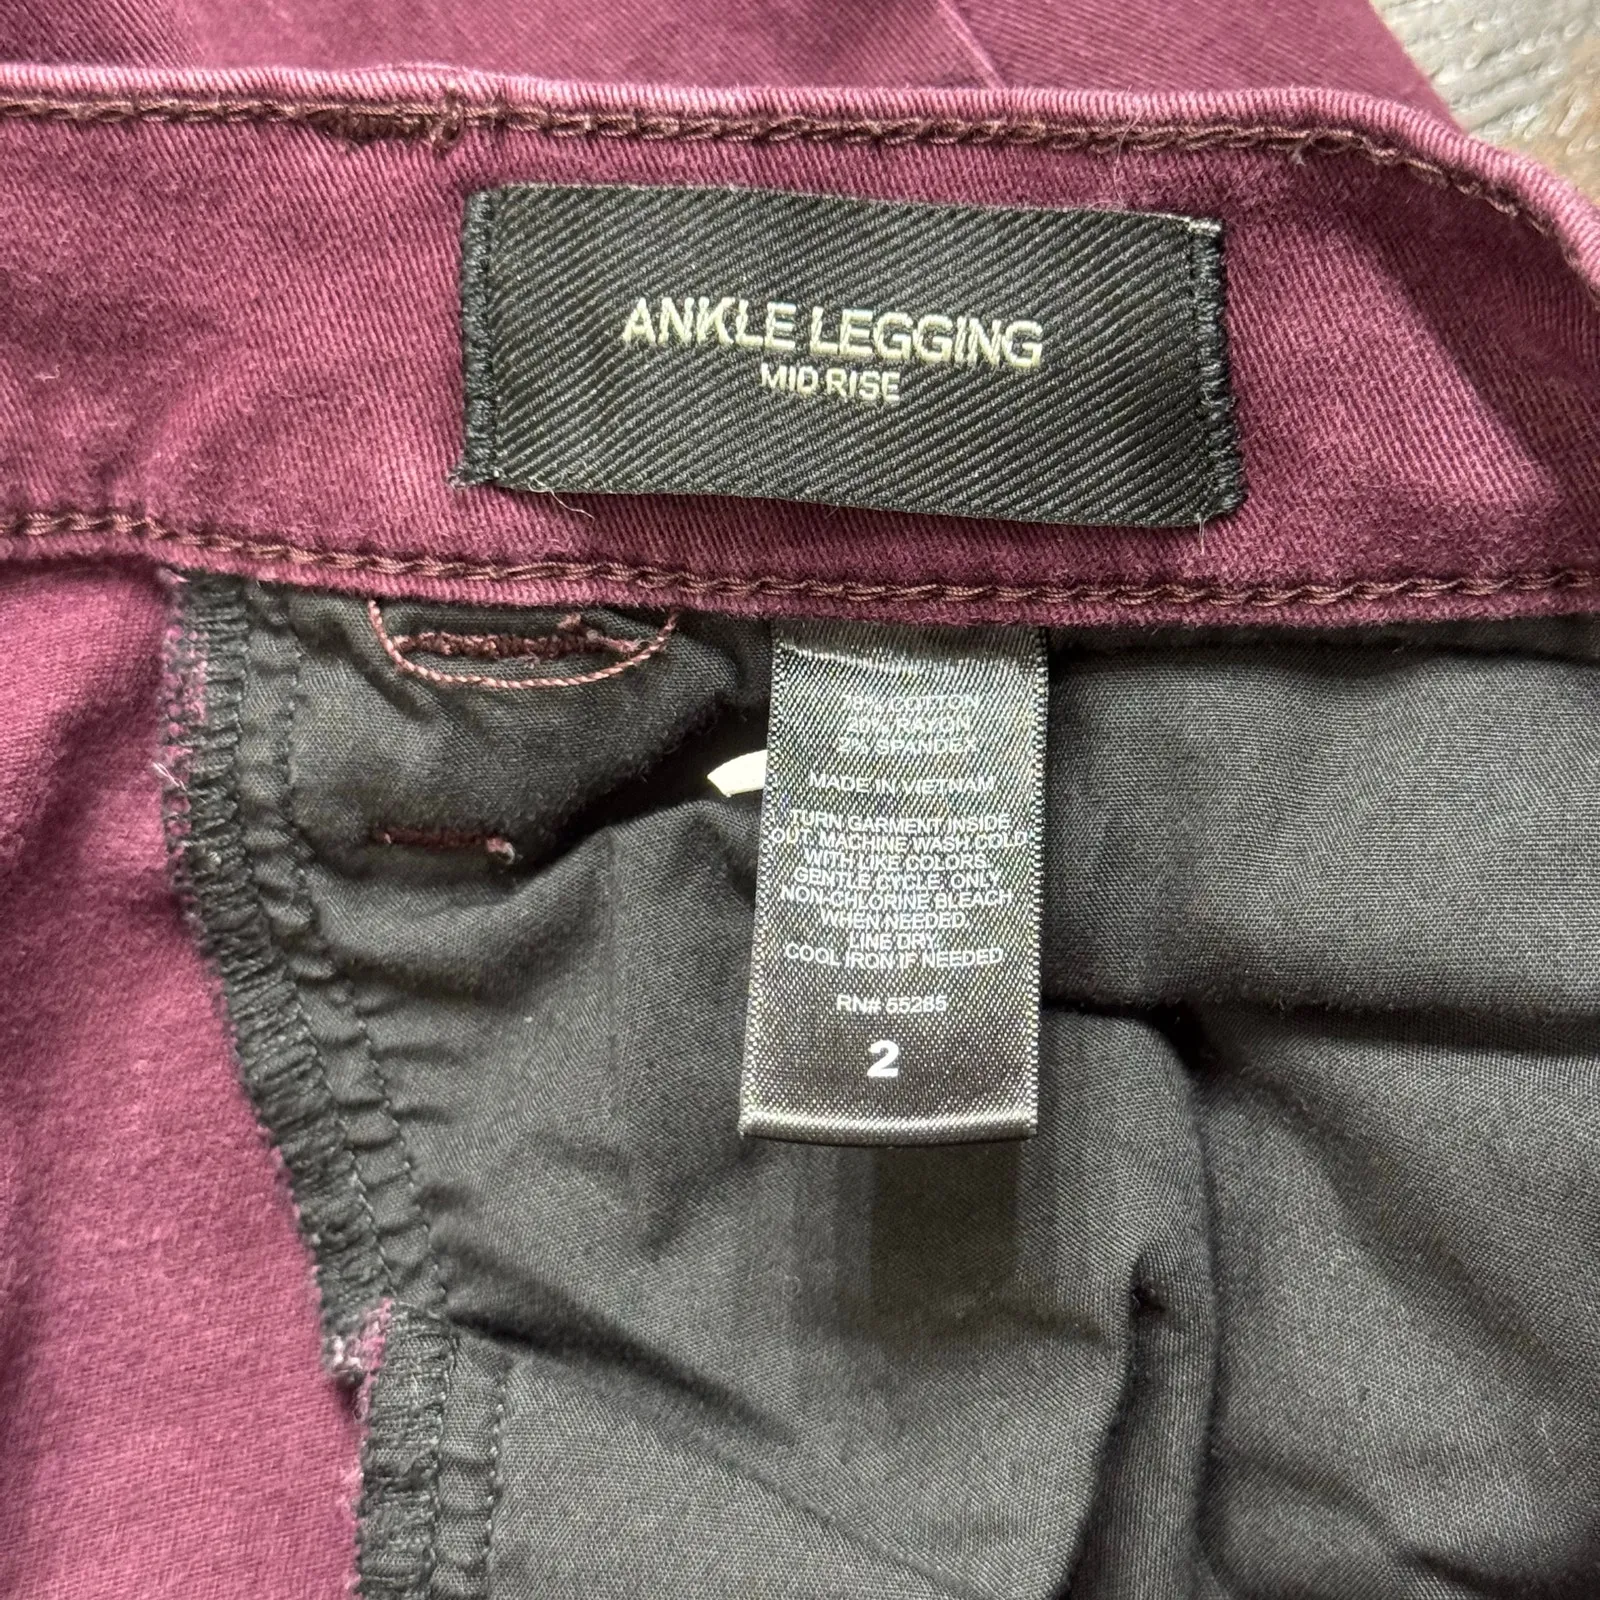 ANKLE LEGGING
MID RISE
COTTON
20% RAYON
2% SPANDEX
MADE IN VIETNAM
TURN GARMENT INSIDE
OUT, MACHINE WASH COLD
WITH LIKE COLORS,
GENTLE CYCLE, ONLY
NON-CHLORINE BLEACH
WHEN NEEDED,
LINE DRY,
COOL IRON IF NEEDED
RN# 55285
2